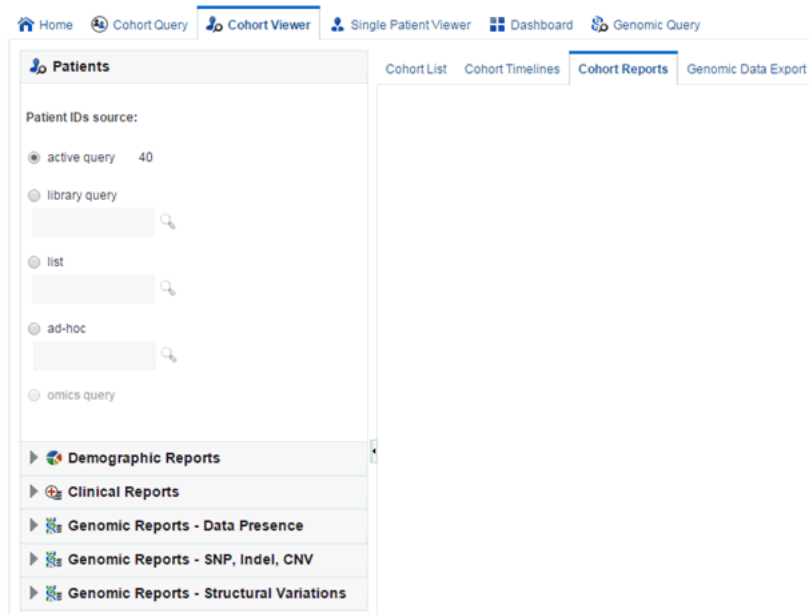 Home Cohort Query Cohort Viewer Single Patient Viewer Dashboard Genomic Query
Patients
Cohort List Cohort Timelines Cohort Reports Genomic Data Export
Patient IDs source:
active query 40
library query
list
ad-hoc
omics query
Demographic Reports
Clinical Reports
Genomic Reports - Data Presence
Genomic Reports - SNP, Indel, CNV
Genomic Reports - Structural Variations